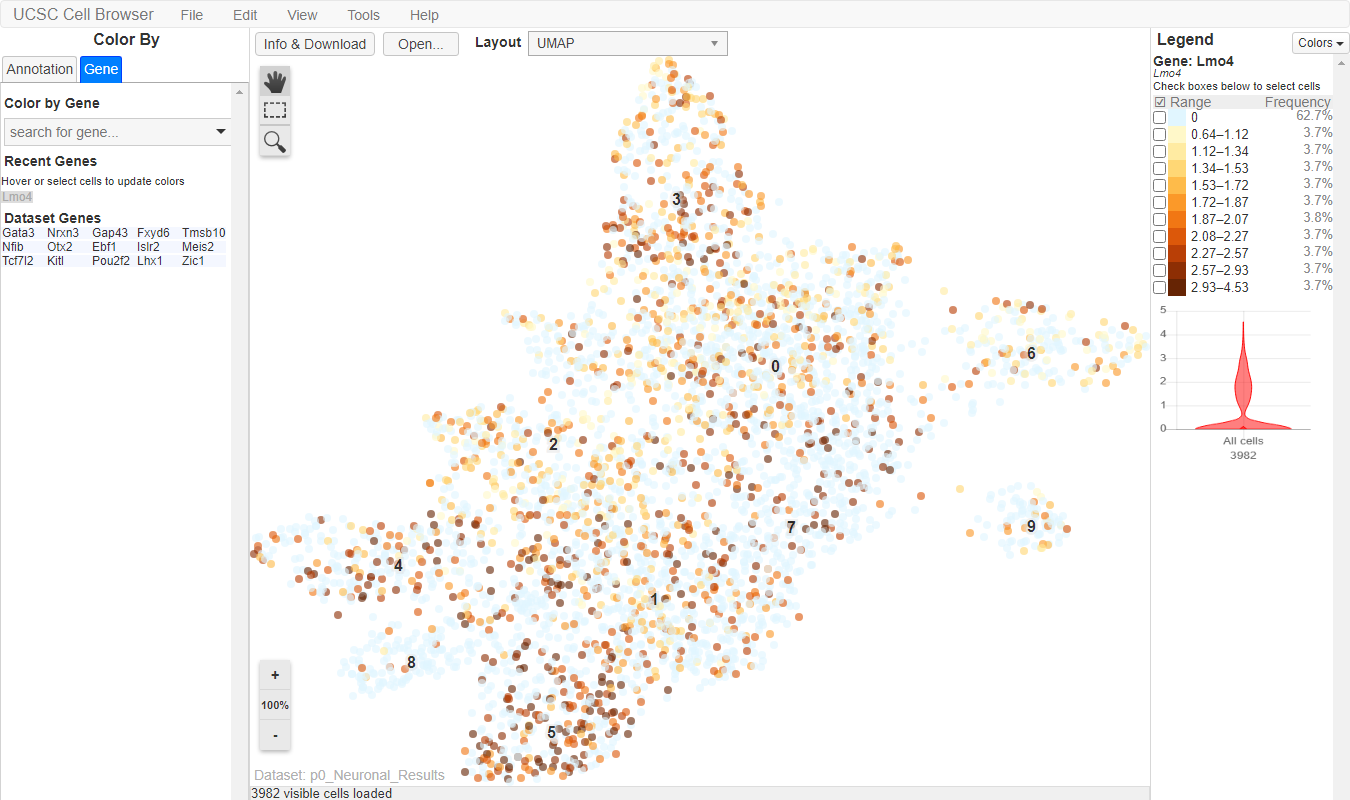 UCSC Cell Browser File Edit View Tools Help
Color By
Annotation Gene
Color by Gene
search for gene...
Recent Genes
Hover or select cells to update colors
Lmo4
Dataset Genes
Gata3 Nrxn3 Gap43 Fxyd6 Tmsb10
Nfib Otx2 Ebf1 Islr2 Meis2
Tcf7l2 Kitl Pou2f2 Lhx1 Zic1
Info & Download Open... Layout UMAP
3
0
6
2
7
9
4
1
8
5
+
100%
-
Dataset: p0_Neuronal_Results
3982 visible cells loaded
Legend Colors
Gene: Lmo4
Lmo4
Check boxes below to select cells
Range Frequency
0 62.7%
0.64–1.12 3.7%
1.12–1.34 3.7%
1.34–1.53 3.7%
1.53–1.72 3.7%
1.72–1.87 3.7%
1.87–2.07 3.8%
2.08–2.27 3.7%
2.27–2.57 3.7%
2.57–2.93 3.7%
2.93–4.53 3.7%
5
4
3
2
1
0
All cells
3982